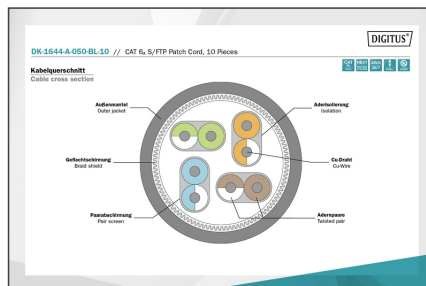 DIGITUS®
DK-1644-A-050-BL-10 // CAT 6A S/FTP Patch Cord, 10 Pieces
Kabelquerschnitt
Cable cross section
Außenmantel
Outer jacket
Aderisolierung
Isolation
Geflechtschirmung
Braid shield
Cu-Draht
Cu-Wire
Paarabschirmung
Pair screen
Adernpaare
Twisted pair